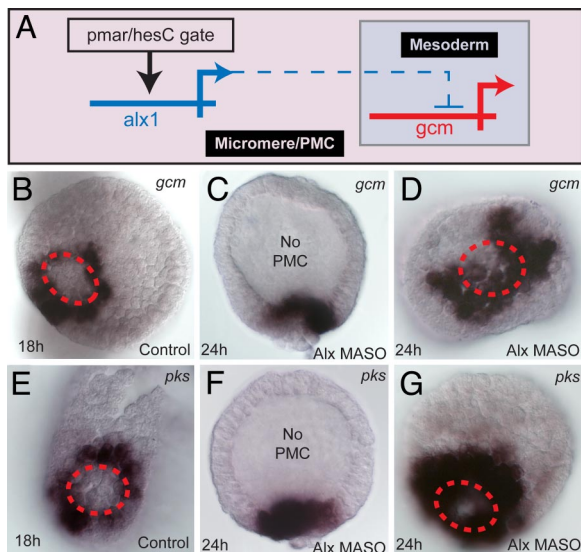 A
pmar/hesC gate
Mesoderm
alx1
gcm
Micromere/PMC
B
gcm
18h
Control
C
gcm
No
PMC
24h
Alx MASO
D
gcm
24h
Alx MASO
E
pks
18h
Control
F
pks
No
PMC
24h
Alx MASO
G
pks
24h
Alx MASO